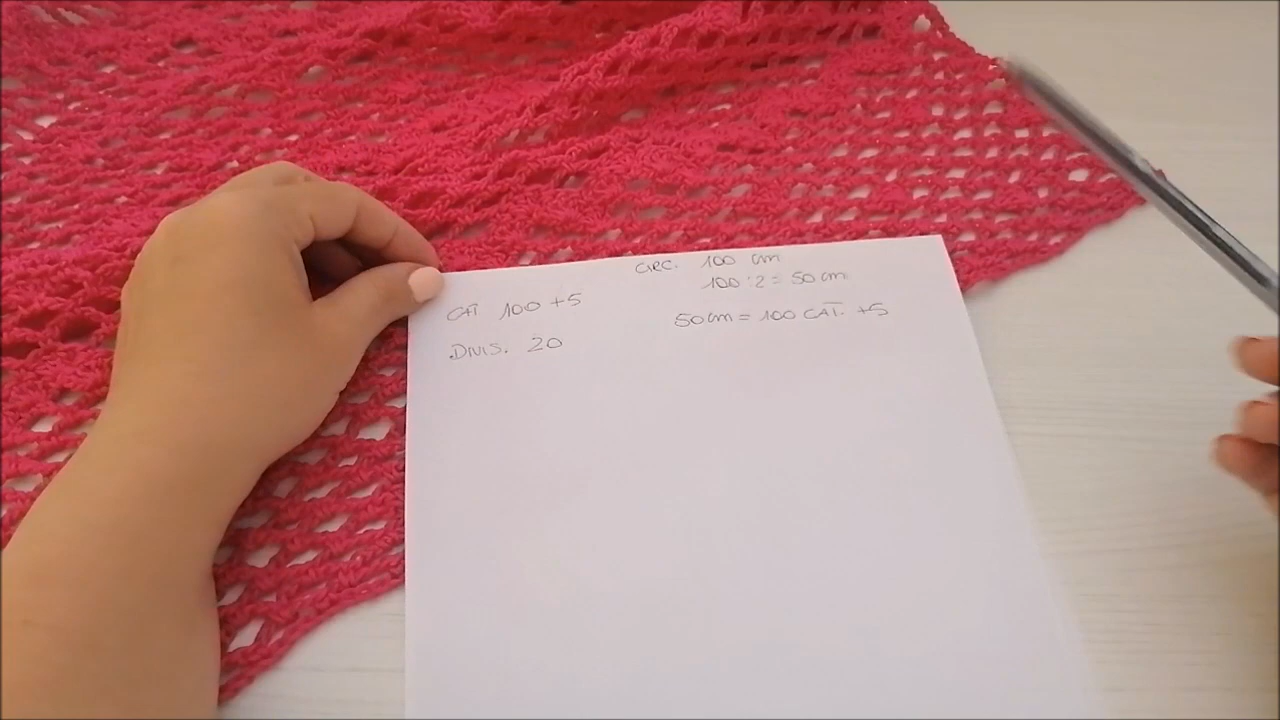 CIRC. 100 cm
100 : 2 = 50 cm
CAT 100 + 5
50 cm = 100 CAT. +5
DIVIS. 20